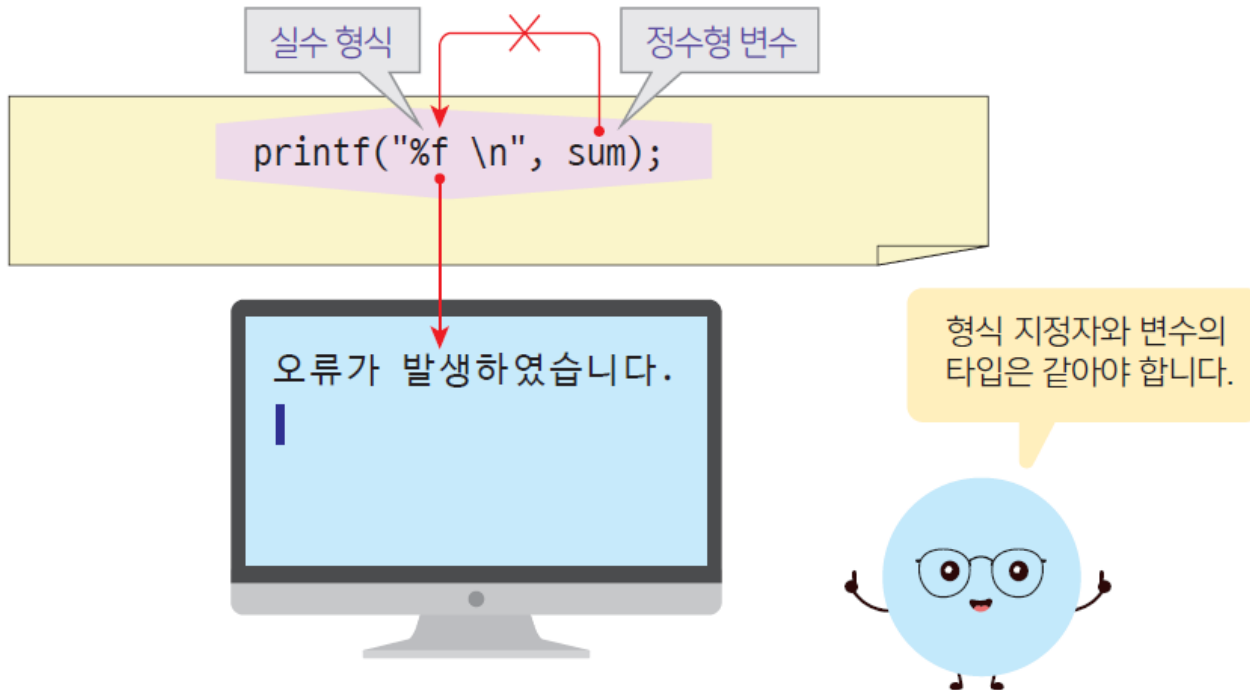 실수 형식
정수형 변수
printf("%f \n", sum);
오류가 발생하였습니다.
형식 지정자와 변수의
타입은 같아야 합니다.